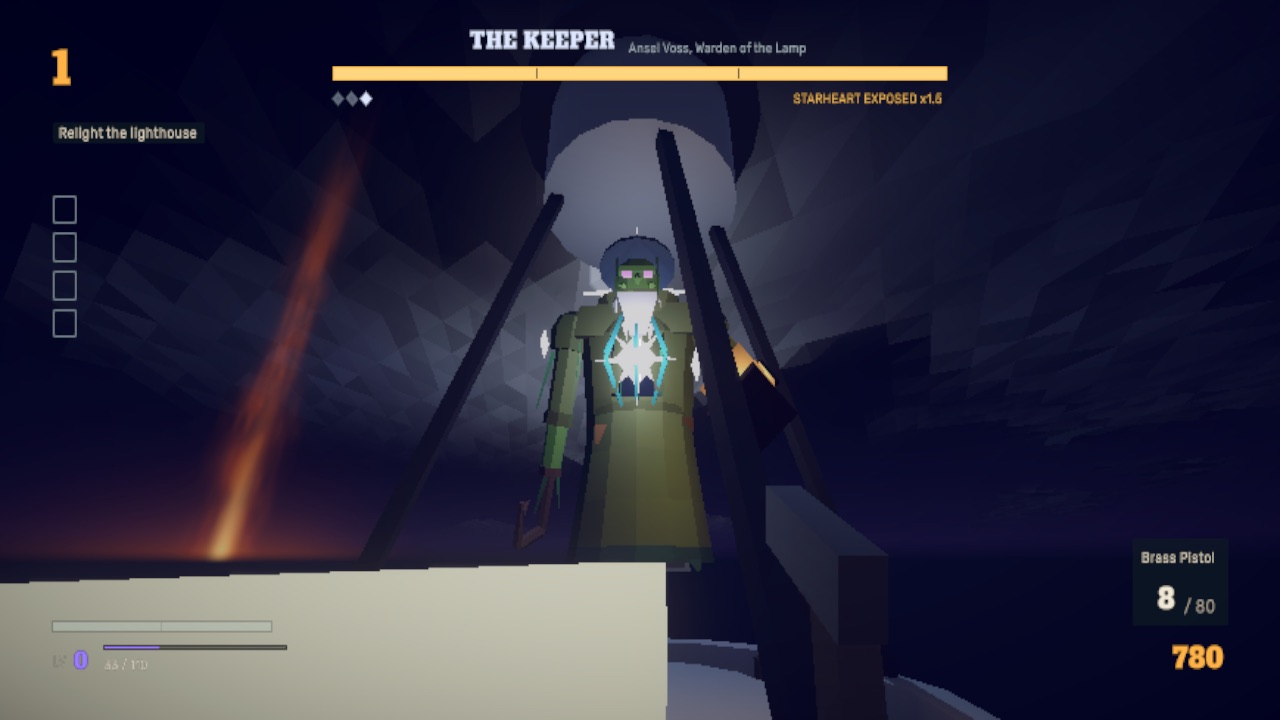 1
THE KEEPER
Ansel Voss, Warden of the Lamp
STARHEART EXPOSED x1.5
Relight the lighthouse
Brass Pistol
8 / 80
0
780